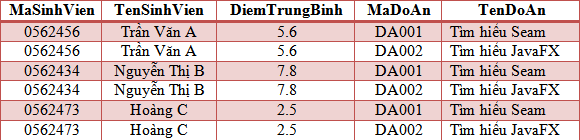 MaSinhVien TenSinhVien DiemTrungBinh MaDoAn TenDoAn
0562456 Trần Văn A 5.6 DA001 Tìm hiểu Seam
0562456 Trần Văn A 5.6 DA002 Tìm hiểu JavaFX
0562434 Nguyễn Thị B 7.8 DA001 Tìm hiểu Seam
0562434 Nguyễn Thị B 7.8 DA002 Tìm hiểu JavaFX
0562473 Hoàng C 2.5 DA001 Tìm hiểu Seam
0562473 Hoàng C 2.5 DA002 Tìm hiểu JavaFX